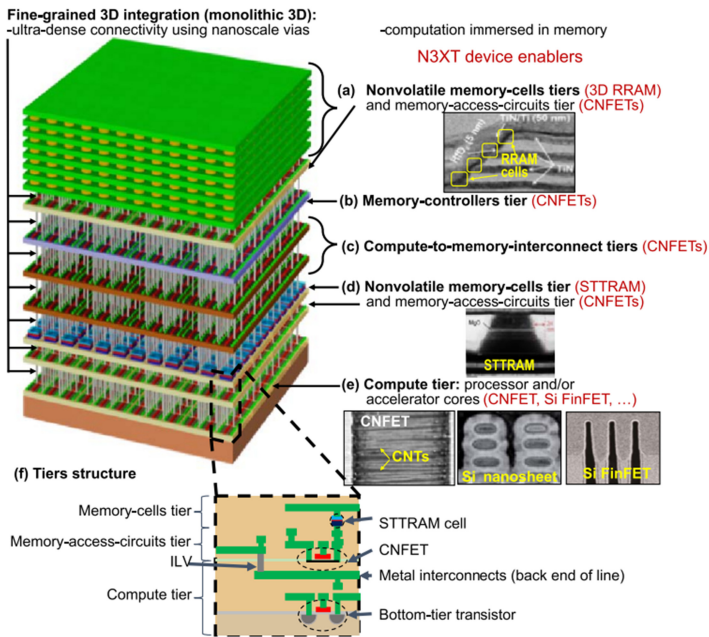 Fine-grained 3D integration (monolithic 3D):
-ultra-dense connectivity using nanoscale vias
-computation immersed in memory
N3XT device enablers
(a) Nonvolatile memory-cells tiers (3D RRAM)
and memory-access-circuits tier (CNFETs)
TiN/Ti (50 nm)
RRAM
cells
TiN
(b) Memory-controllers tier (CNFETs)
(c) Compute-to-memory-interconnect tiers (CNFETs)
(d) Nonvolatile memory-cells tier (STTRAM)
and memory-access-circuits tier (CNFETs)
MgO
STTRAM
(e) Compute tier: processor and/or
accelerator cores (CNFET, Si FinFET, …)
CNFET
CNTs
Si nanosheet
Si FinFET
(f) Tiers structure
Memory-cells tier
STTRAM cell
Memory-access-circuits tier
CNFET
ILV
Metal interconnects (back end of line)
Compute tier
Bottom-tier transistor